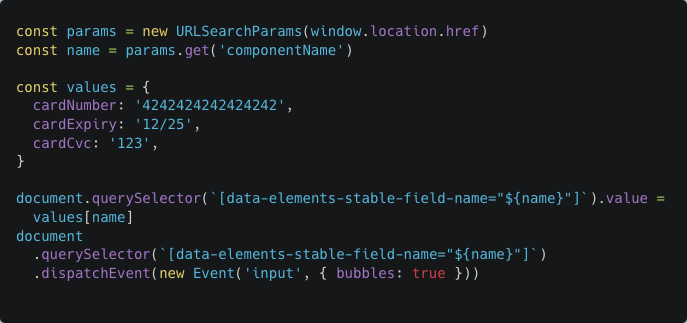 const params = new URLSearchParams(window.location.href)
const name = params.get('componentName')
const values = {
cardNumber: '4242424242424242',
cardExpiry: '12/25',
cardCvc: '123',
}
document.querySelector(`[data-elements-stable-field-name="${name}"]`).value =
values[name]
document
.querySelector(`[data-elements-stable-field-name="${name}"]`)
.dispatchEvent(new Event('input', { bubbles: true }))